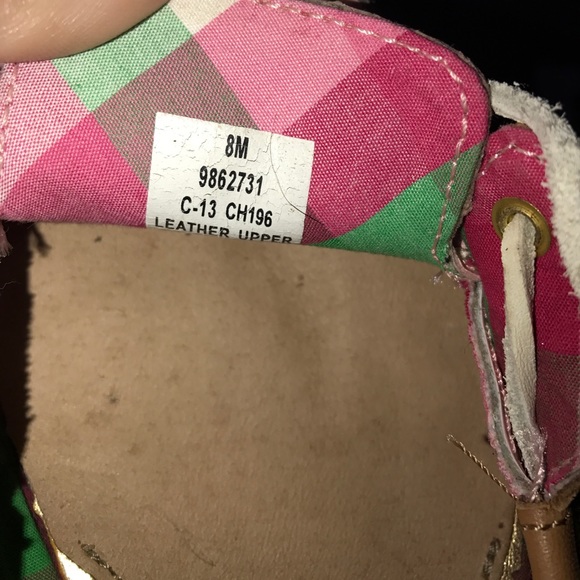 8M
9862731
C-13 CH196
LEATHER UPPER